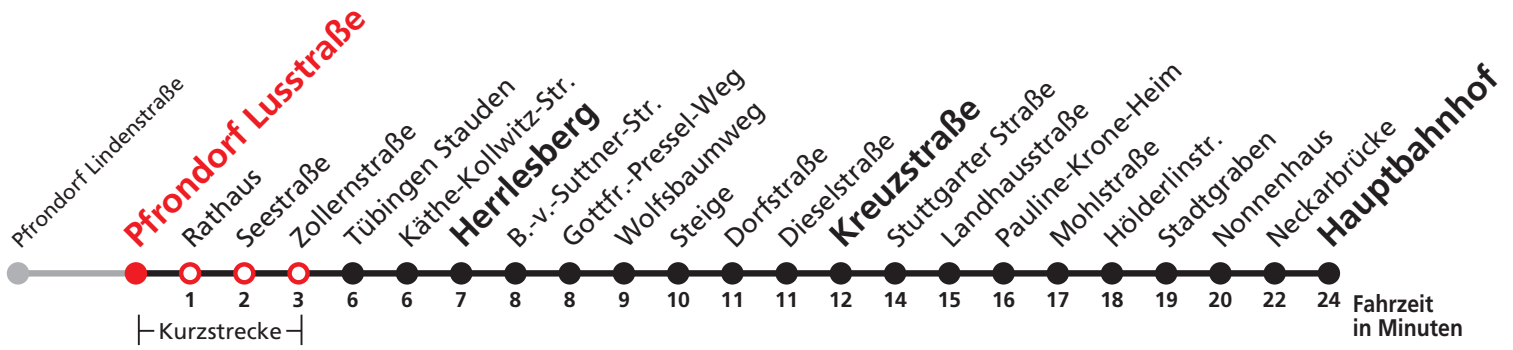 Pfrondorf Lindenstraße
Pfrondorf Lusstraße
Rathaus
Seestraße
Zollernstraße
Tübingen Stauden
Käthe-Kollwitz-Str.
Herrlesberg
B.-v.-Suttner-Str.
Gottfr.-Pressel-Weg
Wolfsbaumweg
Steige
Dorfstraße
Dieselstraße
Kreuzstraße
Stuttgarter Straße
Landhausstraße
Pauline-Krone-Heim
Mohlstraße
Hölderlinstr.
Stadtgraben
Nonnenhaus
Neckarbrücke
Hauptbahnhof
1 2 3 6 6 7 8 8 9 10 11 11 12 14 15 16 17 18 19 20 22 24
Fahrzeit
in Minuten
Kurzstrecke